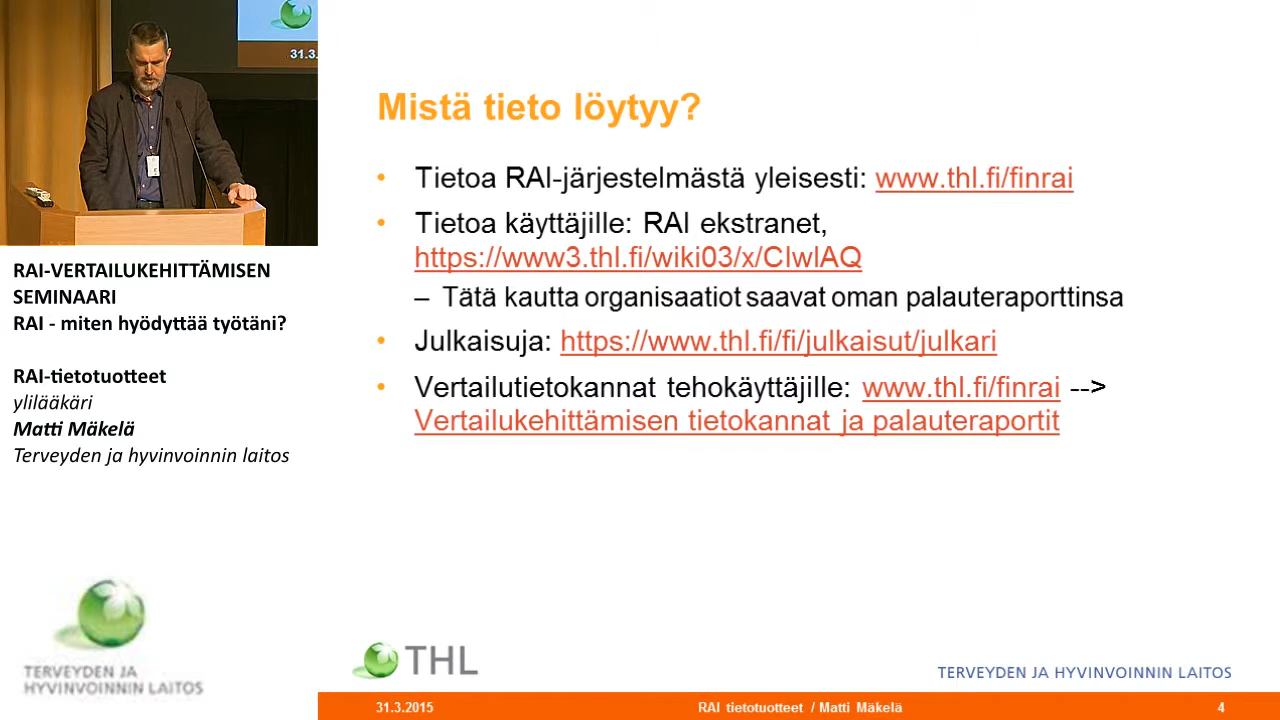 31.3.
RAI-VERTAILUKEHITTÄMISEN
SEMINAARI
RAI - miten hyödyttää työtäni?
RAI-tietotuotteet
ylilääkäri
Matti Mäkelä
Terveyden ja hyvinvoinnin laitos
TERVEYDEN JA
HYVINVOINNIN LAITOS
Mistä tieto löytyy?
• Tietoa RAI-järjestelmästä yleisesti: www.thl.fi/finrai
• Tietoa käyttäjille: RAI ekstranet,
https://www3.thl.fi/wiki03/x/CIwlAQ
– Tätä kautta organisaatiot saavat oman palauteraporttinsa
• Julkaisuja: https://www.thl.fi/fi/julkaisut/julkari
• Vertailutietokannat tehokäyttäjille: www.thl.fi/finrai -->
Vertailukehittämisen tietokannat ja palauteraportit
THL
TERVEYDEN JA HYVINVOINNIN LAITOS
31.3.2015
RAI tietotuotteet / Matti Mäkelä
4